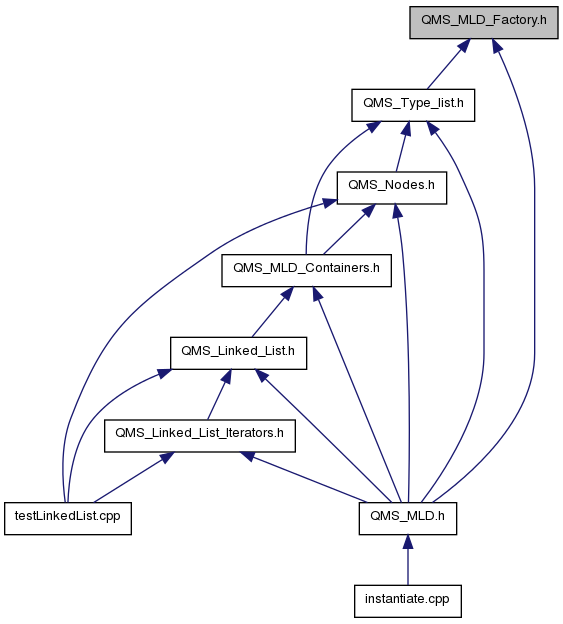 QMS_MLD_Factory.h
QMS_Type_list.h
QMS_Nodes.h
QMS_MLD_Containers.h
QMS_Linked_List.h
QMS_Linked_List_Iterators.h
testLinkedList.cpp
QMS_MLD.h
instantiate.cpp